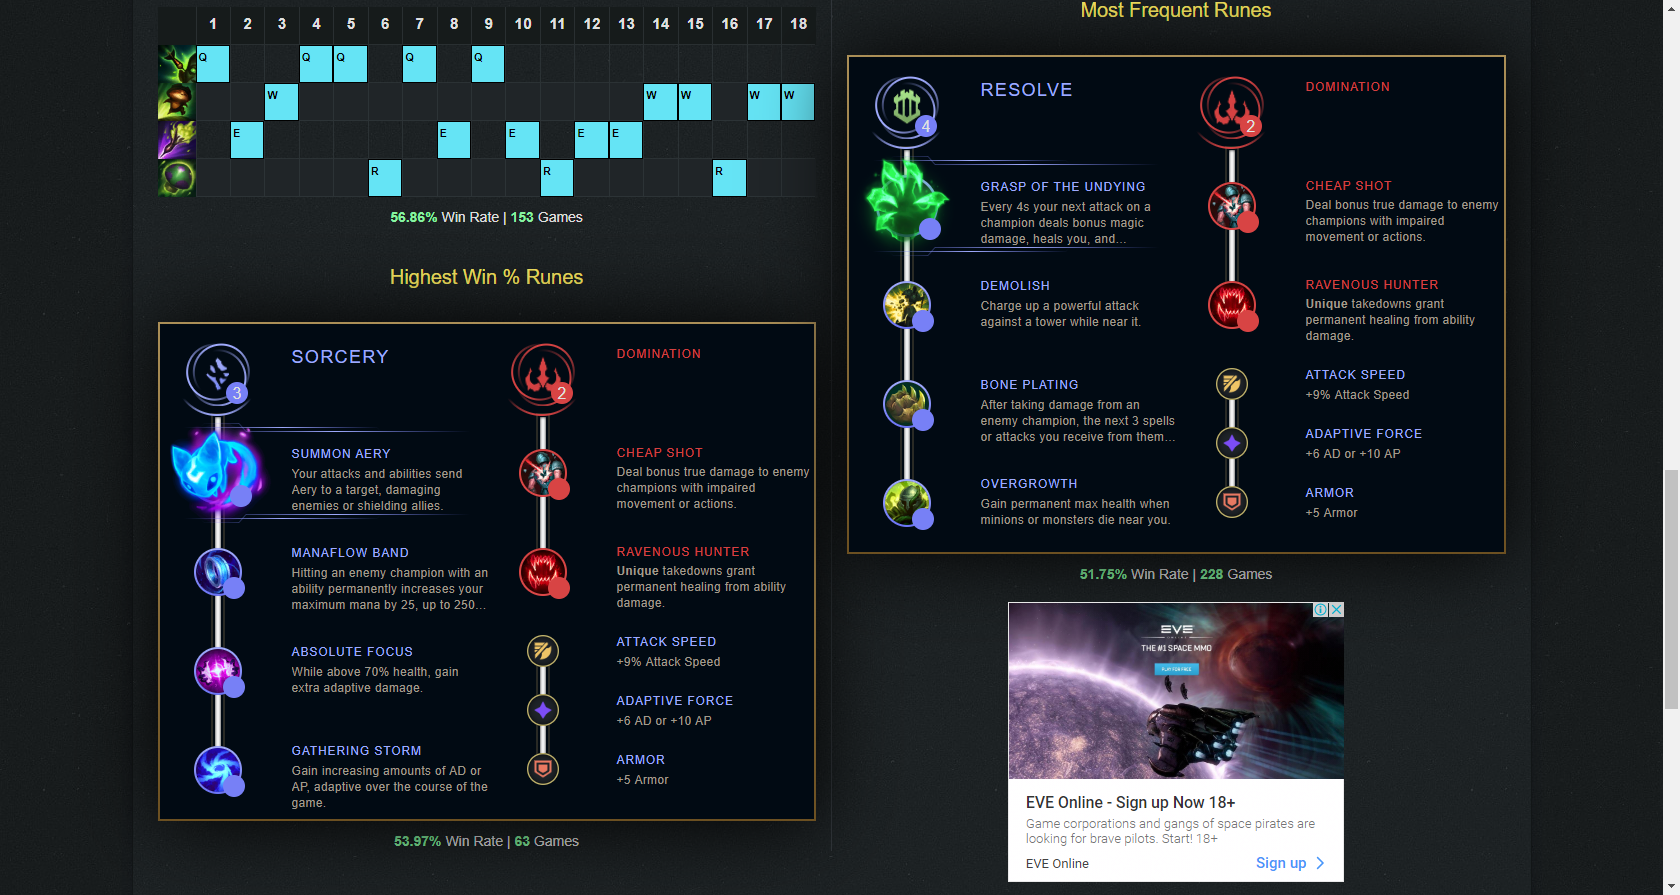 1 2 3 4 5 6 7 8 9 10 11 12 13 14 15 16 17 18
Q Q Q Q Q
W W W W W
E E E E E
R R R
56.86% Win Rate | 153 Games
Highest Win % Runes
SORCERY
3
SUMMON AERY
Your attacks and abilities send
Aery to a target, damaging
enemies or shielding allies.
MANAFLOW BAND
Hitting an enemy champion with an
ability permanently increases your
maximum mana by 25, up to 250...
ABSOLUTE FOCUS
While above 70% health, gain
extra adaptive damage.
GATHERING STORM
Gain increasing amounts of AD or
AP, adaptive over the course of the
game.
DOMINATION
2
CHEAP SHOT
Deal bonus true damage to enemy
champions with impaired
movement or actions.
RAVENOUS HUNTER
Unique takedowns grant
permanent healing from ability
damage.
ATTACK SPEED
+9% Attack Speed
ADAPTIVE FORCE
+6 AD or +10 AP
ARMOR
+5 Armor
53.97% Win Rate | 63 Games
Most Frequent Runes
RESOLVE
4
GRASP OF THE UNDYING
Every 4s your next attack on a
champion deals bonus magic
damage, heals you, and...
DEMOLISH
Charge up a powerful attack
against a tower while near it.
BONE PLATING
After taking damage from an
enemy champion, the next 3 spells
or attacks you receive from them...
OVERGROWTH
Gain permanent max health when
minions or monsters die near you.
DOMINATION
2
CHEAP SHOT
Deal bonus true damage to enemy
champions with impaired
movement or actions.
RAVENOUS HUNTER
Unique takedowns grant
permanent healing from ability
damage.
ATTACK SPEED
+9% Attack Speed
ADAPTIVE FORCE
+6 AD or +10 AP
ARMOR
+5 Armor
51.75% Win Rate | 228 Games
EVE
ONLINE
THE #1 SPACE MMO
PLAY FOR FREE
EVE Online - Sign up Now 18+
Game corporations and gangs of space pirates are
looking for brave pilots. Start! 18+
EVE Online
Sign up